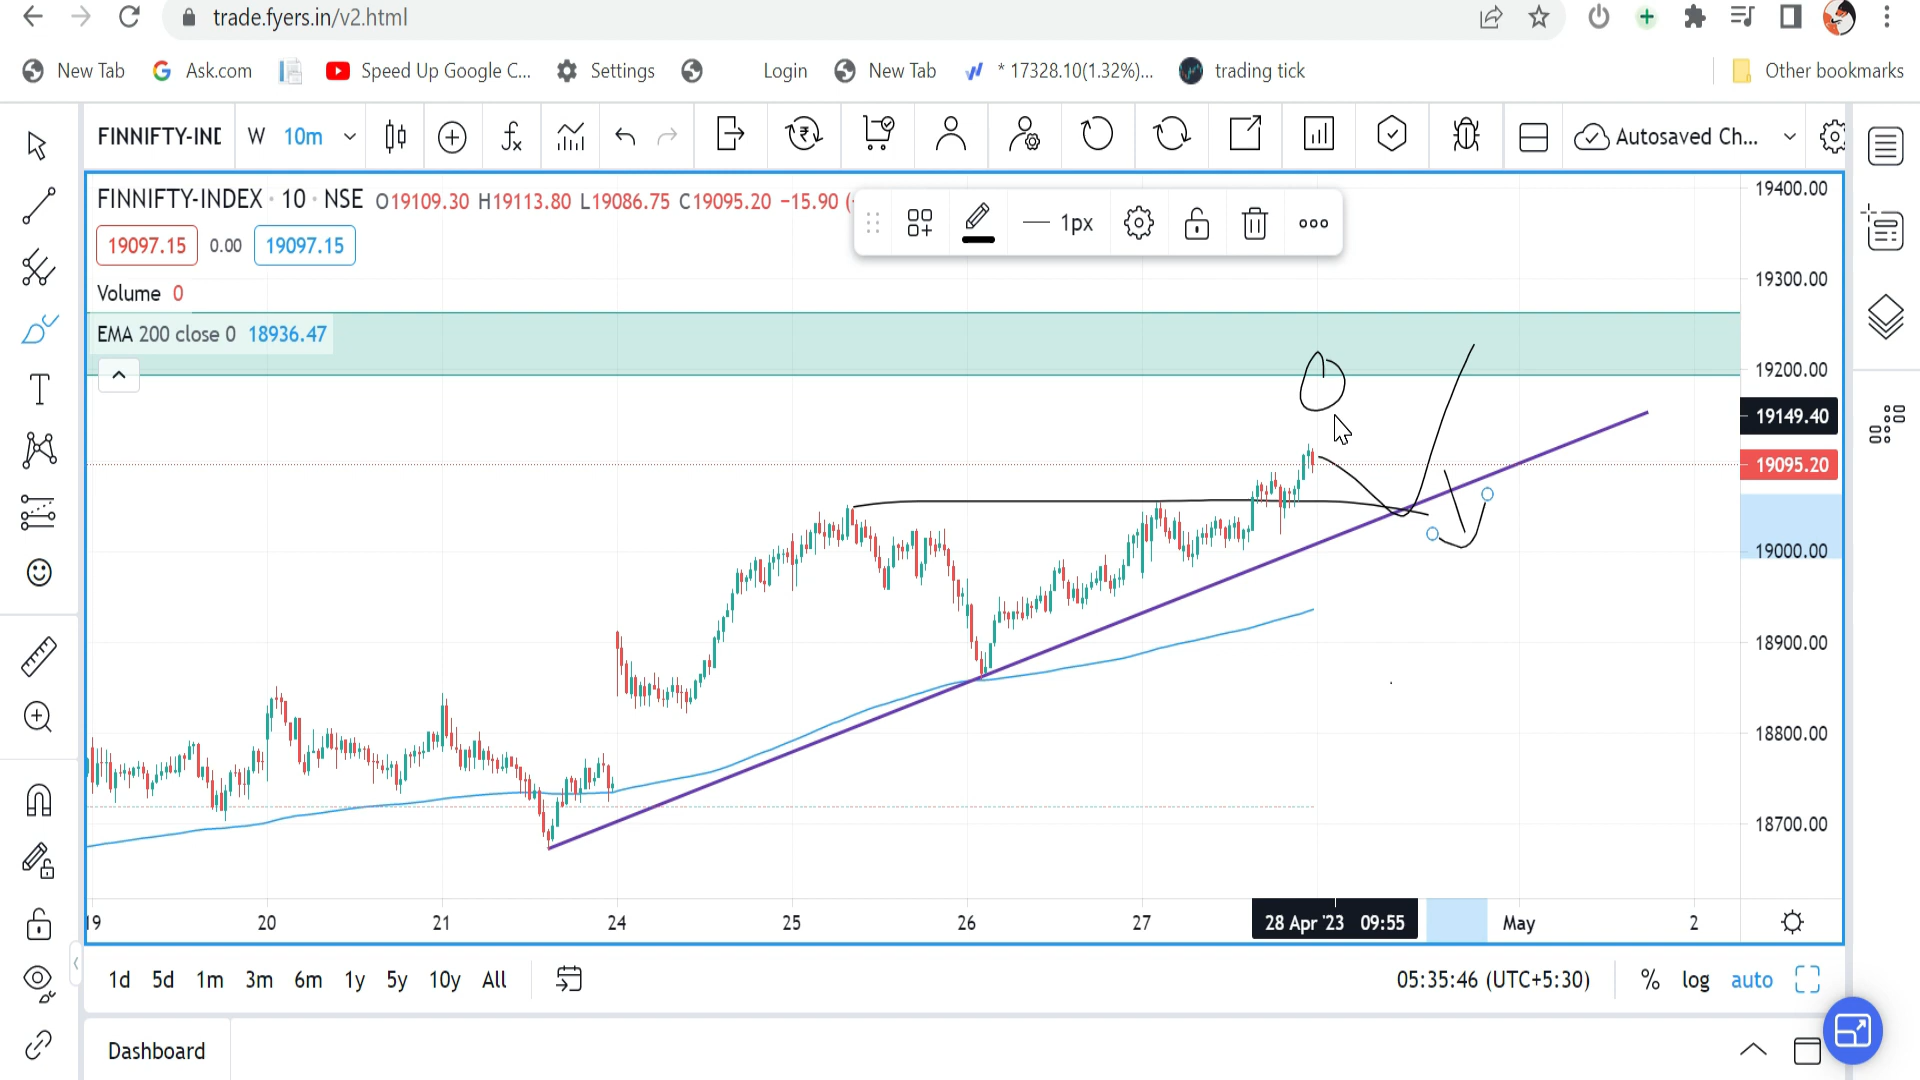 trade.fyers.in/v2.html
New Tab Ask.com Speed Up Google C... Settings Login New Tab * 17328.10(1.32%)... trading tick Other bookmarks
FINNIFTY-IND W 10m Autosaved Ch...
FINNIFTY-INDEX · 10 · NSE O19109.30 H19113.80 L19086.75 C19095.20 −15.90 (
1px
19097.15 0.00 19097.15
Volume 0
EMA 200 close 0 18936.47
19400.00
19300.00
19200.00
19149.40
19095.20
19000.00
18900.00
18800.00
18700.00
19 20 21 24 25 26 27 28 Apr '23 09:55 May 2
1d 5d 1m 3m 6m 1y 5y 10y All 05:35:46 (UTC+5:30) % log auto
Dashboard